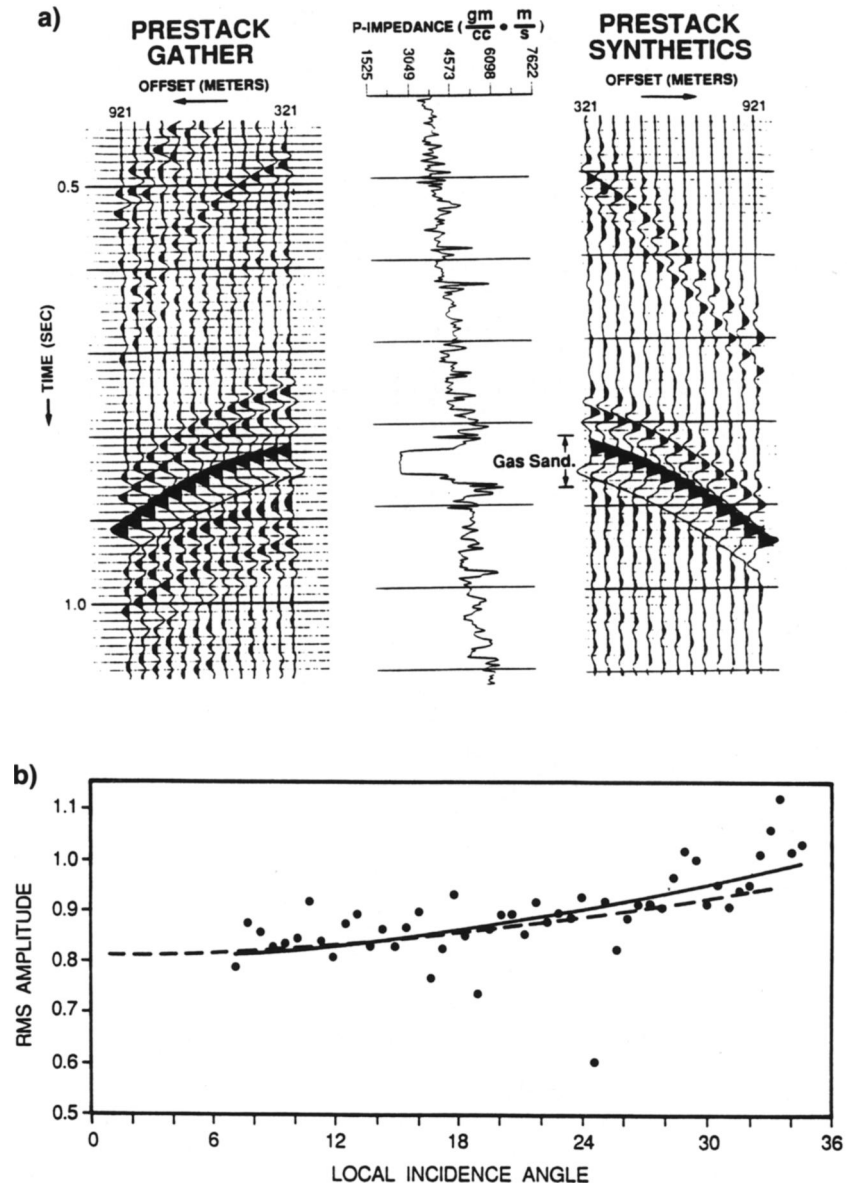 a)
PRESTACK
GATHER
OFFSET (METERS)
921 321
0.5
TIME (SEC)
1.0
P-IMPEDANCE (gm/cc • m/s)
1525 3049 4573 6098 7622
PRESTACK
SYNTHETICS
OFFSET (METERS)
321 921
Gas Sand.
b)
1.1
1.0
0.9
0.8
0.7
0.6
0.5
RMS AMPLITUDE
0 6 12 18 24 30 36
LOCAL INCIDENCE ANGLE